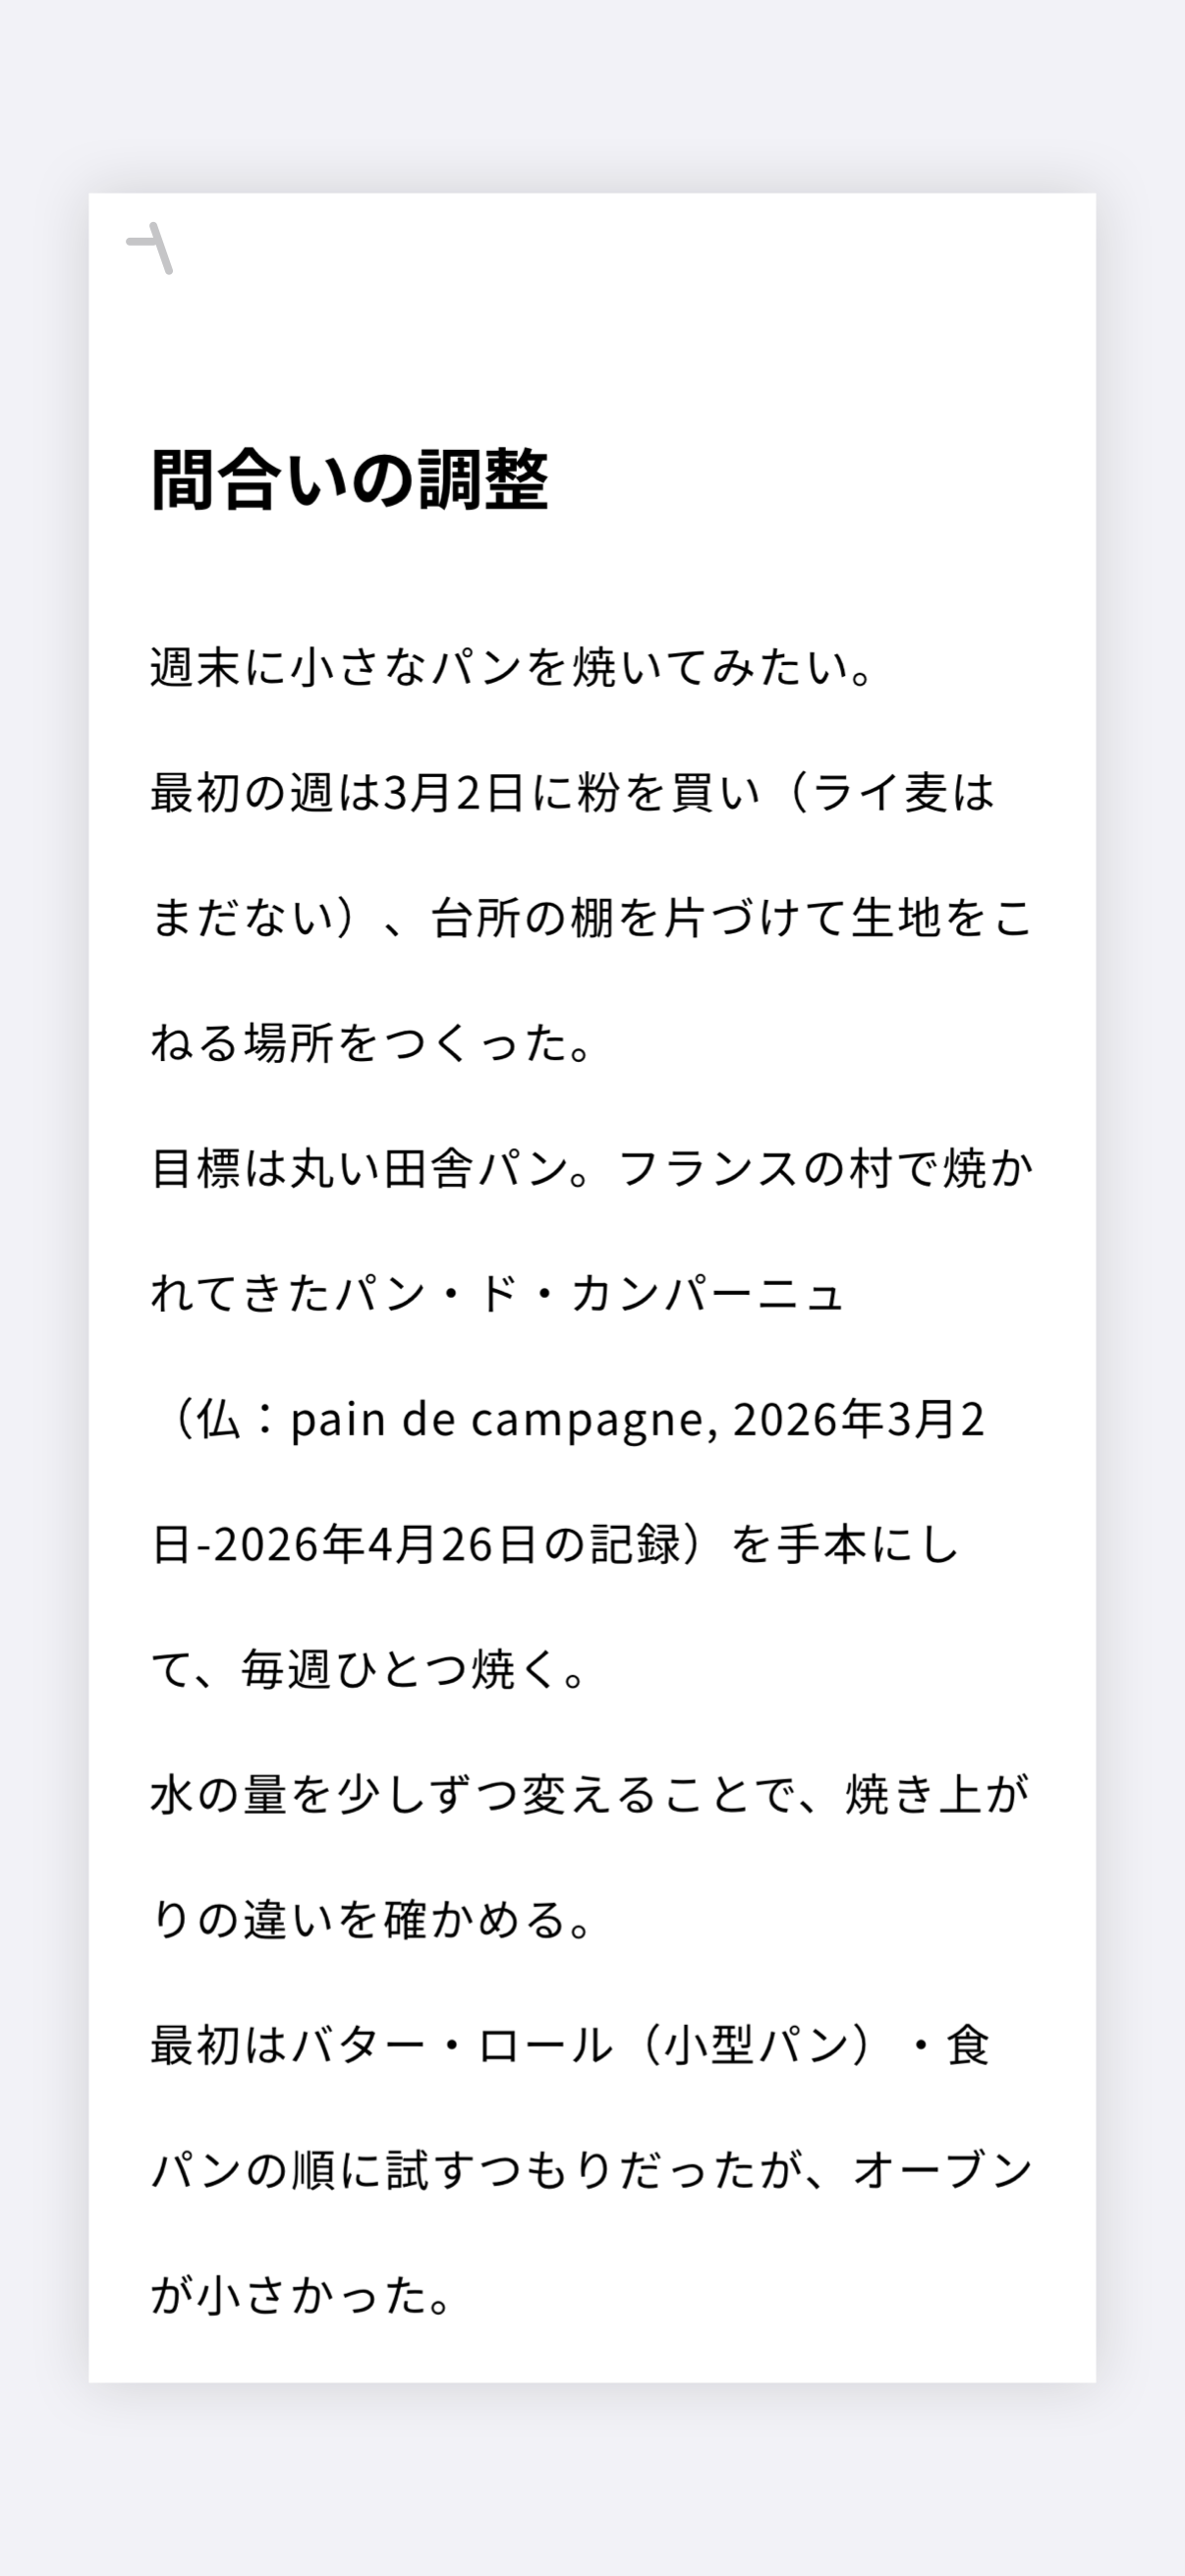 間合いの調整
週末に小さなパンを焼いてみたい。
最初の週は3月2日に粉を買い（ライ麦は
まだない）、台所の棚を片づけて生地をこ
ねる場所をつくった。
目標は丸い田舎パン。フランスの村で焼か
れてきたパン・ド・カンパーニュ
（仏：pain de campagne, 2026年3月2
日-2026年4月26日の記録）を手本にし
て、毎週ひとつ焼く。
水の量を少しずつ変えることで、焼き上が
りの違いを確かめる。
最初はバター・ロール（小型パン）・食
パンの順に試すつもりだったが、オーブン
が小さかった。